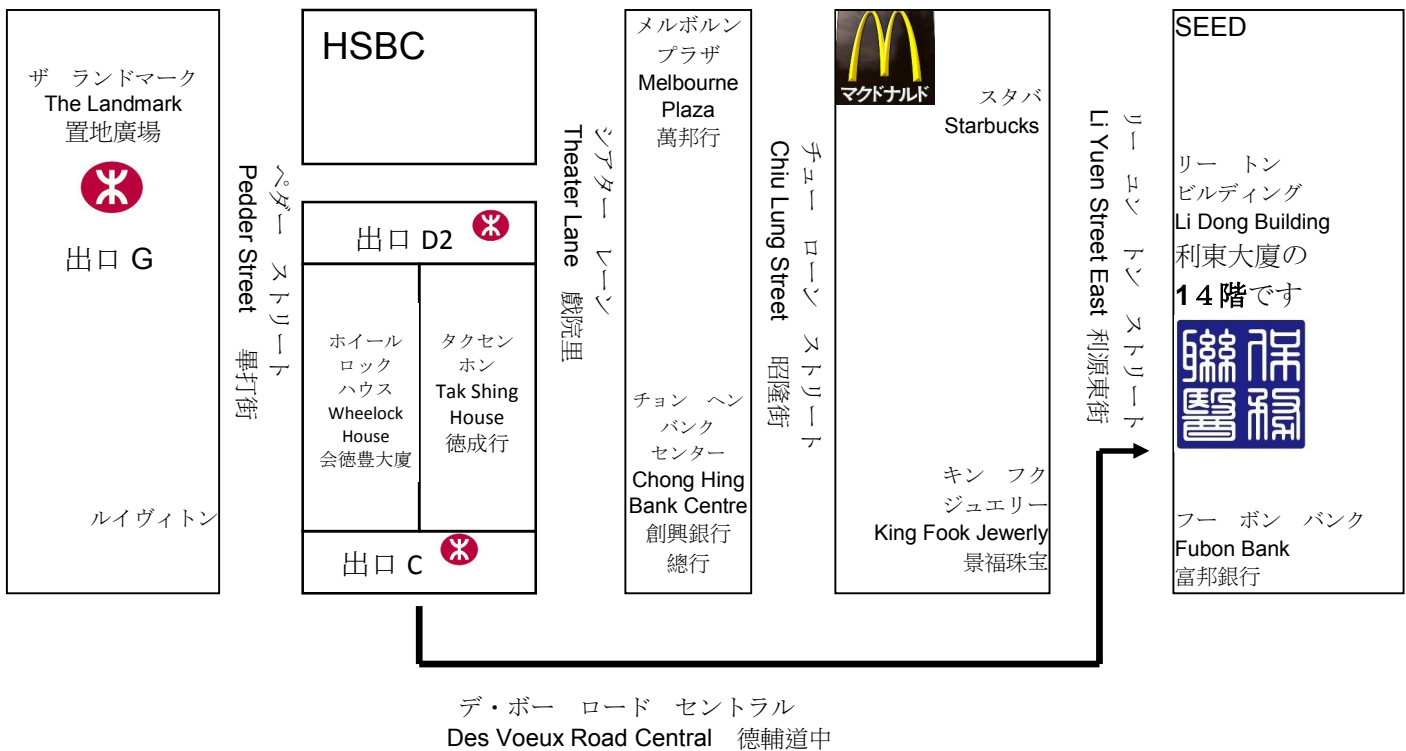 ザ ランドマーク
The Landmark
置地廣場
出口 G
ルイヴィトン
ペダー ストリート
Pedder Street 畢打街
HSBC
出口 D2
ホイール
ロック
ハウス
Wheelock
House
会徳豊大廈
タクセン
ホン
Tak Shing
House
徳成行
出口 C
シアター レーン
Theater Lane 戲院里
メルボルン
プラザ
Melbourne
Plaza
萬邦行
チョン ヘン
バンク
センター
Chong Hing
Bank Centre
創興銀行
總行
チュー ローン ストリート
Chiu Lung Street 昭隆街
マクドナルド
スタバ
Starbucks
キン フク
ジュエリー
King Fook Jewerly
景福珠宝
リー ユン トン ストリート
Li Yuen Street East 利源東街
SEED
リー トン
ビルディング
Li Dong Building
利東大廈の
1４階です
聯保
醫務
フー ボン バンク
Fubon Bank
富邦銀行
デ・ボー ロード セントラル
Des Voeux Road Central 徳輔道中